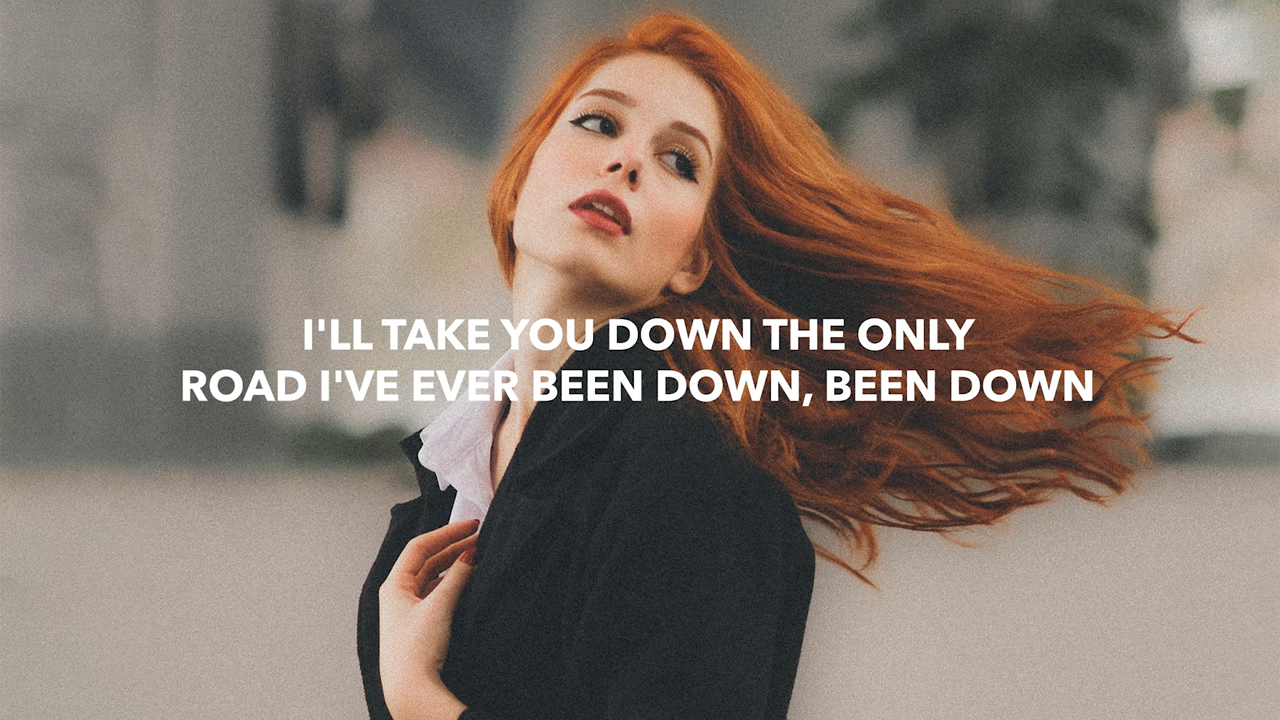 I'LL TAKE YOU DOWN THE ONLY
ROAD I'VE EVER BEEN DOWN, BEEN DOWN